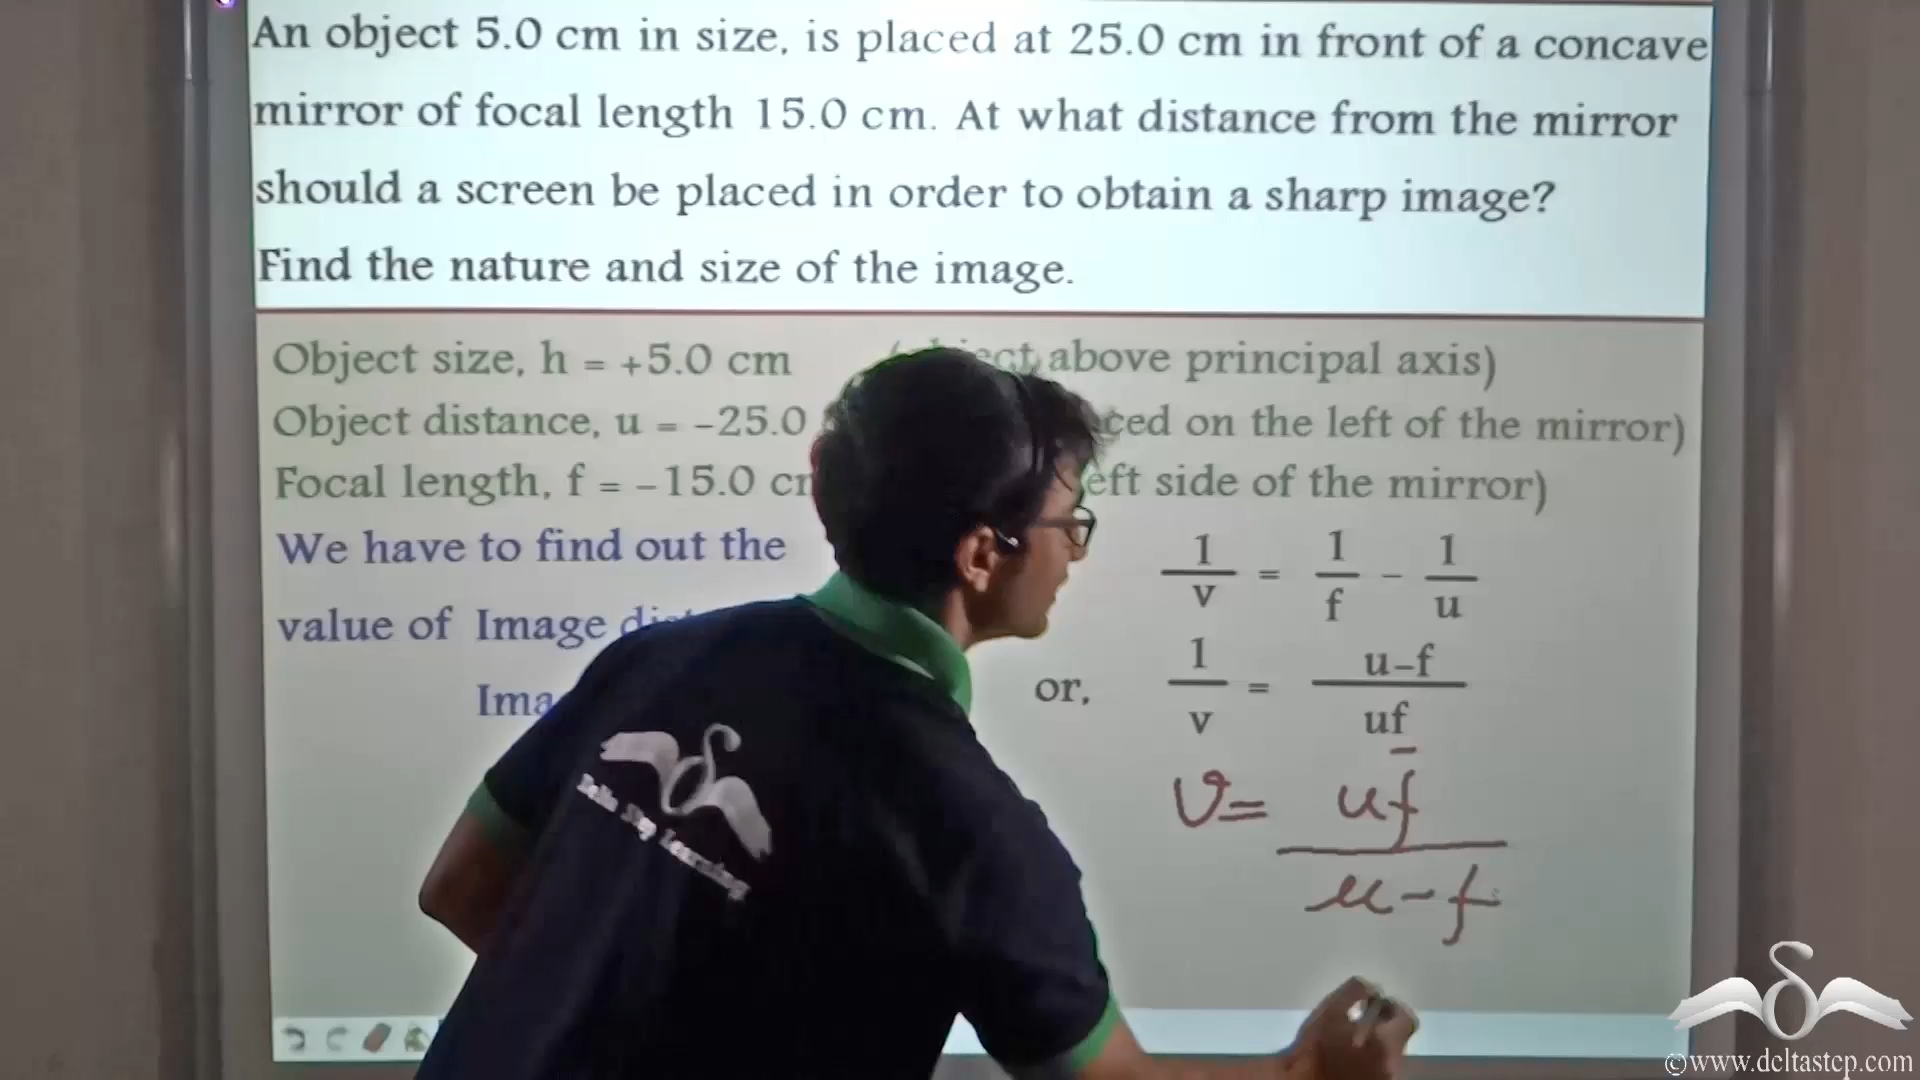 An object 5.0 cm in size, is placed at 25.0 cm in front of a concave
mirror of focal length 15.0 cm. At what distance from the mirror
should a screen be placed in order to obtain a sharp image?
Find the nature and size of the image.
Object size, h = +5.0 cm above principal axis)
Object distance, u = -25.0 on the left of the mirror)
Focal length, f = -15.0 side of the mirror)
We have to find out the
value of Image
1/v = 1/f - 1/u
or, 1/v = u-f/uf
v = uf/u-f
Delta Step Learning
©www.deltastep.com